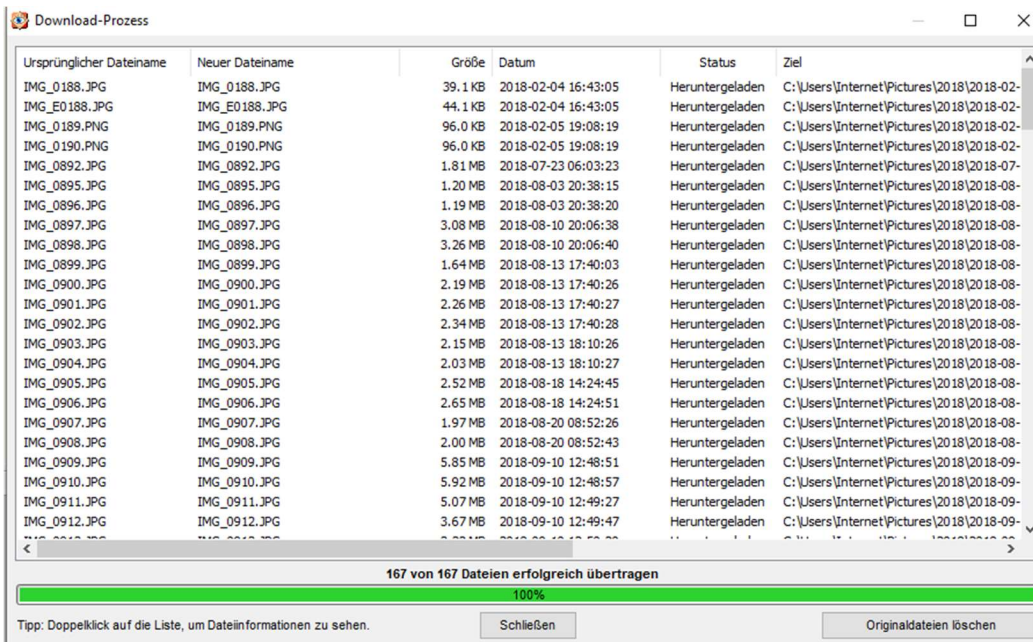 Download-Prozess
Ursprünglicher Dateiname Neuer Dateiname Größe Datum Status Ziel
IMG_0188.JPG IMG_0188.JPG 39.1 KB 2018-02-04 16:43:05 Heruntergeladen C:\Users\Internet\Pictures\2018\2018-02-
IMG_E0188.JPG IMG_E0188.JPG 44.1 KB 2018-02-04 16:43:05 Heruntergeladen C:\Users\Internet\Pictures\2018\2018-02-
IMG_0189.PNG IMG_0189.PNG 96.0 KB 2018-02-05 19:08:19 Heruntergeladen C:\Users\Internet\Pictures\2018\2018-02-
IMG_0190.PNG IMG_0190.PNG 96.0 KB 2018-02-05 19:08:19 Heruntergeladen C:\Users\Internet\Pictures\2018\2018-02-
IMG_0892.JPG IMG_0892.JPG 1.81 MB 2018-07-23 06:03:23 Heruntergeladen C:\Users\Internet\Pictures\2018\2018-07-
IMG_0895.JPG IMG_0895.JPG 1.20 MB 2018-08-03 20:38:15 Heruntergeladen C:\Users\Internet\Pictures\2018\2018-08-
IMG_0896.JPG IMG_0896.JPG 1.19 MB 2018-08-03 20:38:20 Heruntergeladen C:\Users\Internet\Pictures\2018\2018-08-
IMG_0897.JPG IMG_0897.JPG 3.08 MB 2018-08-10 20:06:38 Heruntergeladen C:\Users\Internet\Pictures\2018\2018-08-
IMG_0898.JPG IMG_0898.JPG 3.26 MB 2018-08-10 20:06:40 Heruntergeladen C:\Users\Internet\Pictures\2018\2018-08-
IMG_0899.JPG IMG_0899.JPG 1.64 MB 2018-08-13 17:40:03 Heruntergeladen C:\Users\Internet\Pictures\2018\2018-08-
IMG_0900.JPG IMG_0900.JPG 2.19 MB 2018-08-13 17:40:26 Heruntergeladen C:\Users\Internet\Pictures\2018\2018-08-
IMG_0901.JPG IMG_0901.JPG 2.26 MB 2018-08-13 17:40:27 Heruntergeladen C:\Users\Internet\Pictures\2018\2018-08-
IMG_0902.JPG IMG_0902.JPG 2.34 MB 2018-08-13 17:40:28 Heruntergeladen C:\Users\Internet\Pictures\2018\2018-08-
IMG_0903.JPG IMG_0903.JPG 2.15 MB 2018-08-13 18:10:26 Heruntergeladen C:\Users\Internet\Pictures\2018\2018-08-
IMG_0904.JPG IMG_0904.JPG 2.03 MB 2018-08-13 18:10:27 Heruntergeladen C:\Users\Internet\Pictures\2018\2018-08-
IMG_0905.JPG IMG_0905.JPG 2.52 MB 2018-08-18 14:24:45 Heruntergeladen C:\Users\Internet\Pictures\2018\2018-08-
IMG_0906.JPG IMG_0906.JPG 2.65 MB 2018-08-18 14:24:51 Heruntergeladen C:\Users\Internet\Pictures\2018\2018-08-
IMG_0907.JPG IMG_0907.JPG 1.97 MB 2018-08-20 08:52:26 Heruntergeladen C:\Users\Internet\Pictures\2018\2018-08-
IMG_0908.JPG IMG_0908.JPG 2.00 MB 2018-08-20 08:52:43 Heruntergeladen C:\Users\Internet\Pictures\2018\2018-08-
IMG_0909.JPG IMG_0909.JPG 5.85 MB 2018-09-10 12:48:51 Heruntergeladen C:\Users\Internet\Pictures\2018\2018-09-
IMG_0910.JPG IMG_0910.JPG 5.92 MB 2018-09-10 12:48:57 Heruntergeladen C:\Users\Internet\Pictures\2018\2018-09-
IMG_0911.JPG IMG_0911.JPG 5.07 MB 2018-09-10 12:49:27 Heruntergeladen C:\Users\Internet\Pictures\2018\2018-09-
IMG_0912.JPG IMG_0912.JPG 3.67 MB 2018-09-10 12:49:47 Heruntergeladen C:\Users\Internet\Pictures\2018\2018-09-
167 von 167 Dateien erfolgreich übertragen
100%
Tipp: Doppelklick auf die Liste, um Dateiinformationen zu sehen. Schließen Originaldateien löschen